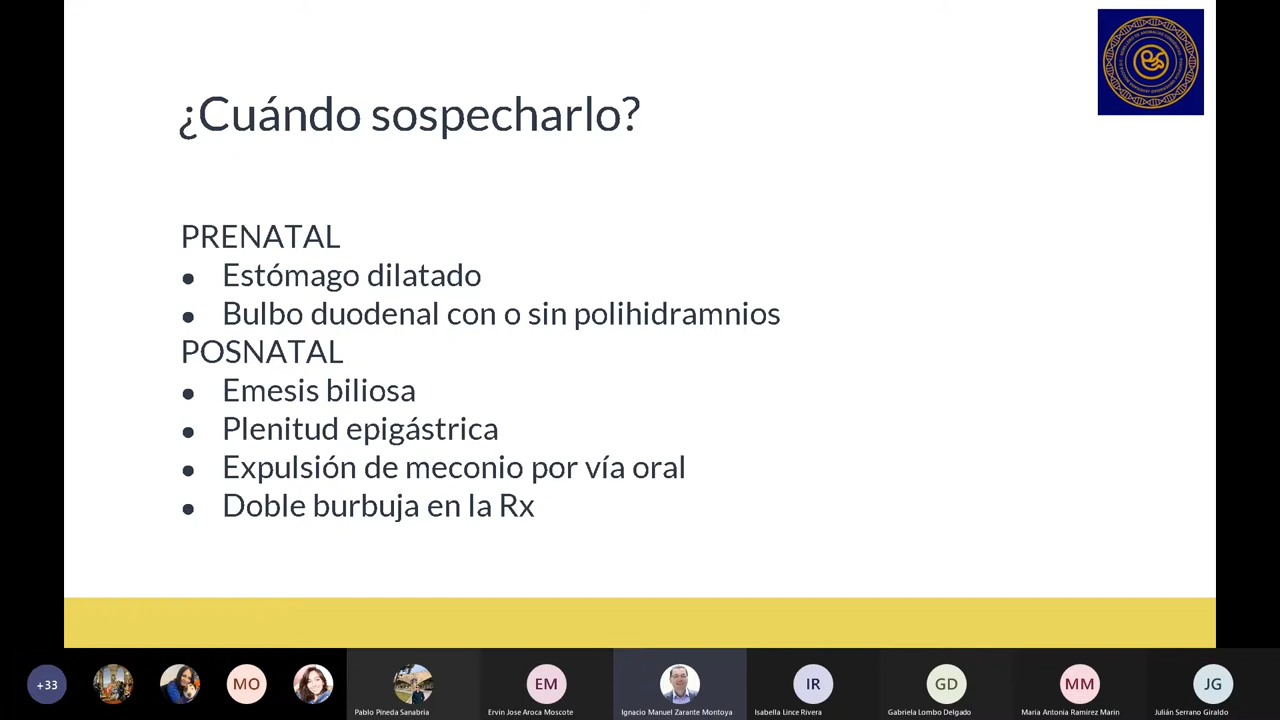 ¿Cuándo sospecharlo?
PRENATAL
● Estómago dilatado
● Bulbo duodenal con o sin polihidramnios
POSNATAL
● Emesis biliosa
● Plenitud epigástrica
● Expulsión de meconio por vía oral
● Doble burbuja en la Rx
+33
MO
EM
IR
GD
MM
JG
Pablo Pineda Sanabria
Ervin Jose Aroca Moscote
Ignacio Manuel Zarante Montoya
Isabella Lince Rivera
Gabriela Lombo Delgado
Maria Antonia Ramirez Marin
Julián Serrano Giraldo